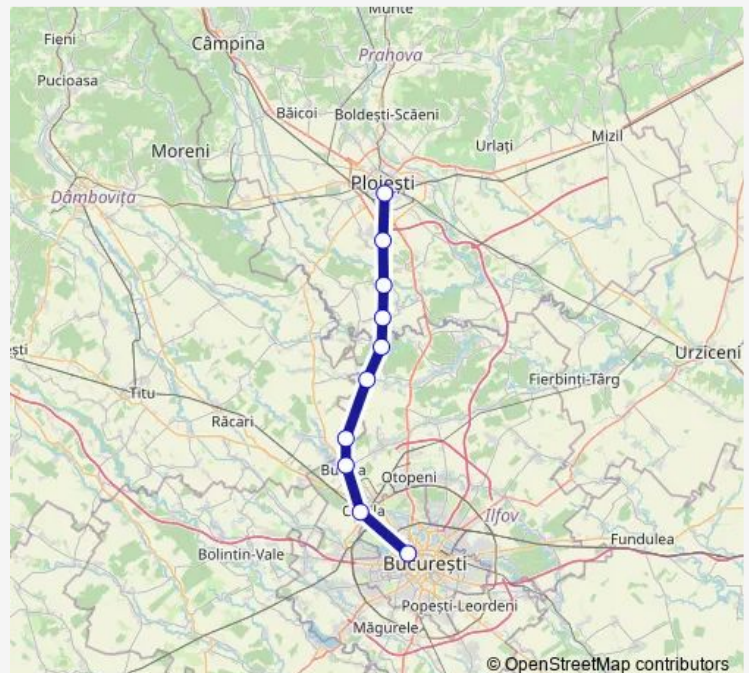 Munte
Fieni
Câmpina
Prahova
Pucioasa
Băicoi
Boldești-Scăeni
Urlați
Mizil
Moreni
Ploiești
Dâmbovița
Urziceni
Fierbinți-Târg
Titu
Răcari
Otopeni
Ilfov
Fundulea
Bolintin-Vale
București
Popești-Leordeni
Măgurele
© OpenStreetMap contributors